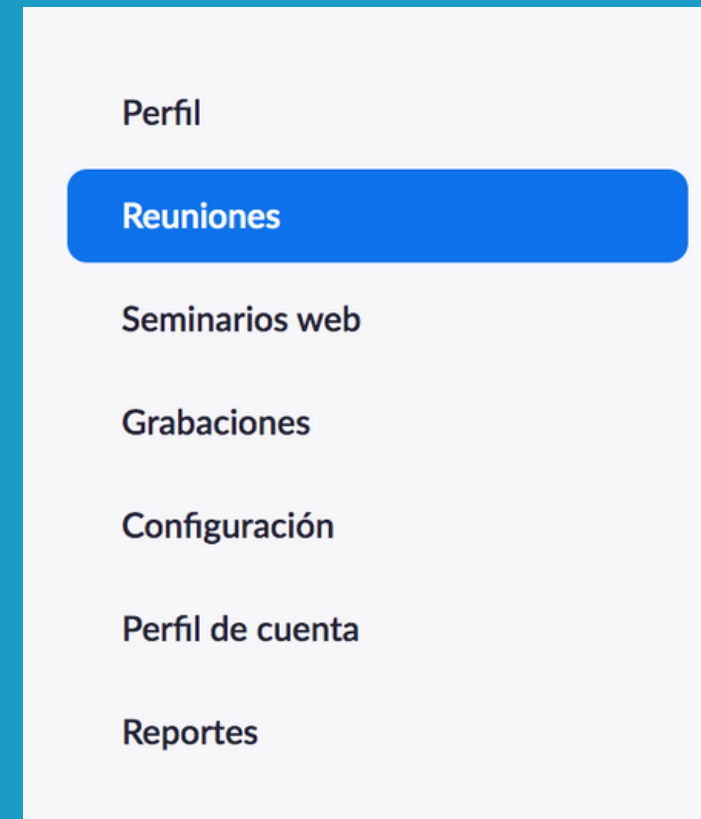 Perfil
Reuniones
Seminarios web
Grabaciones
Configuración
Perfil de cuenta
Reportes